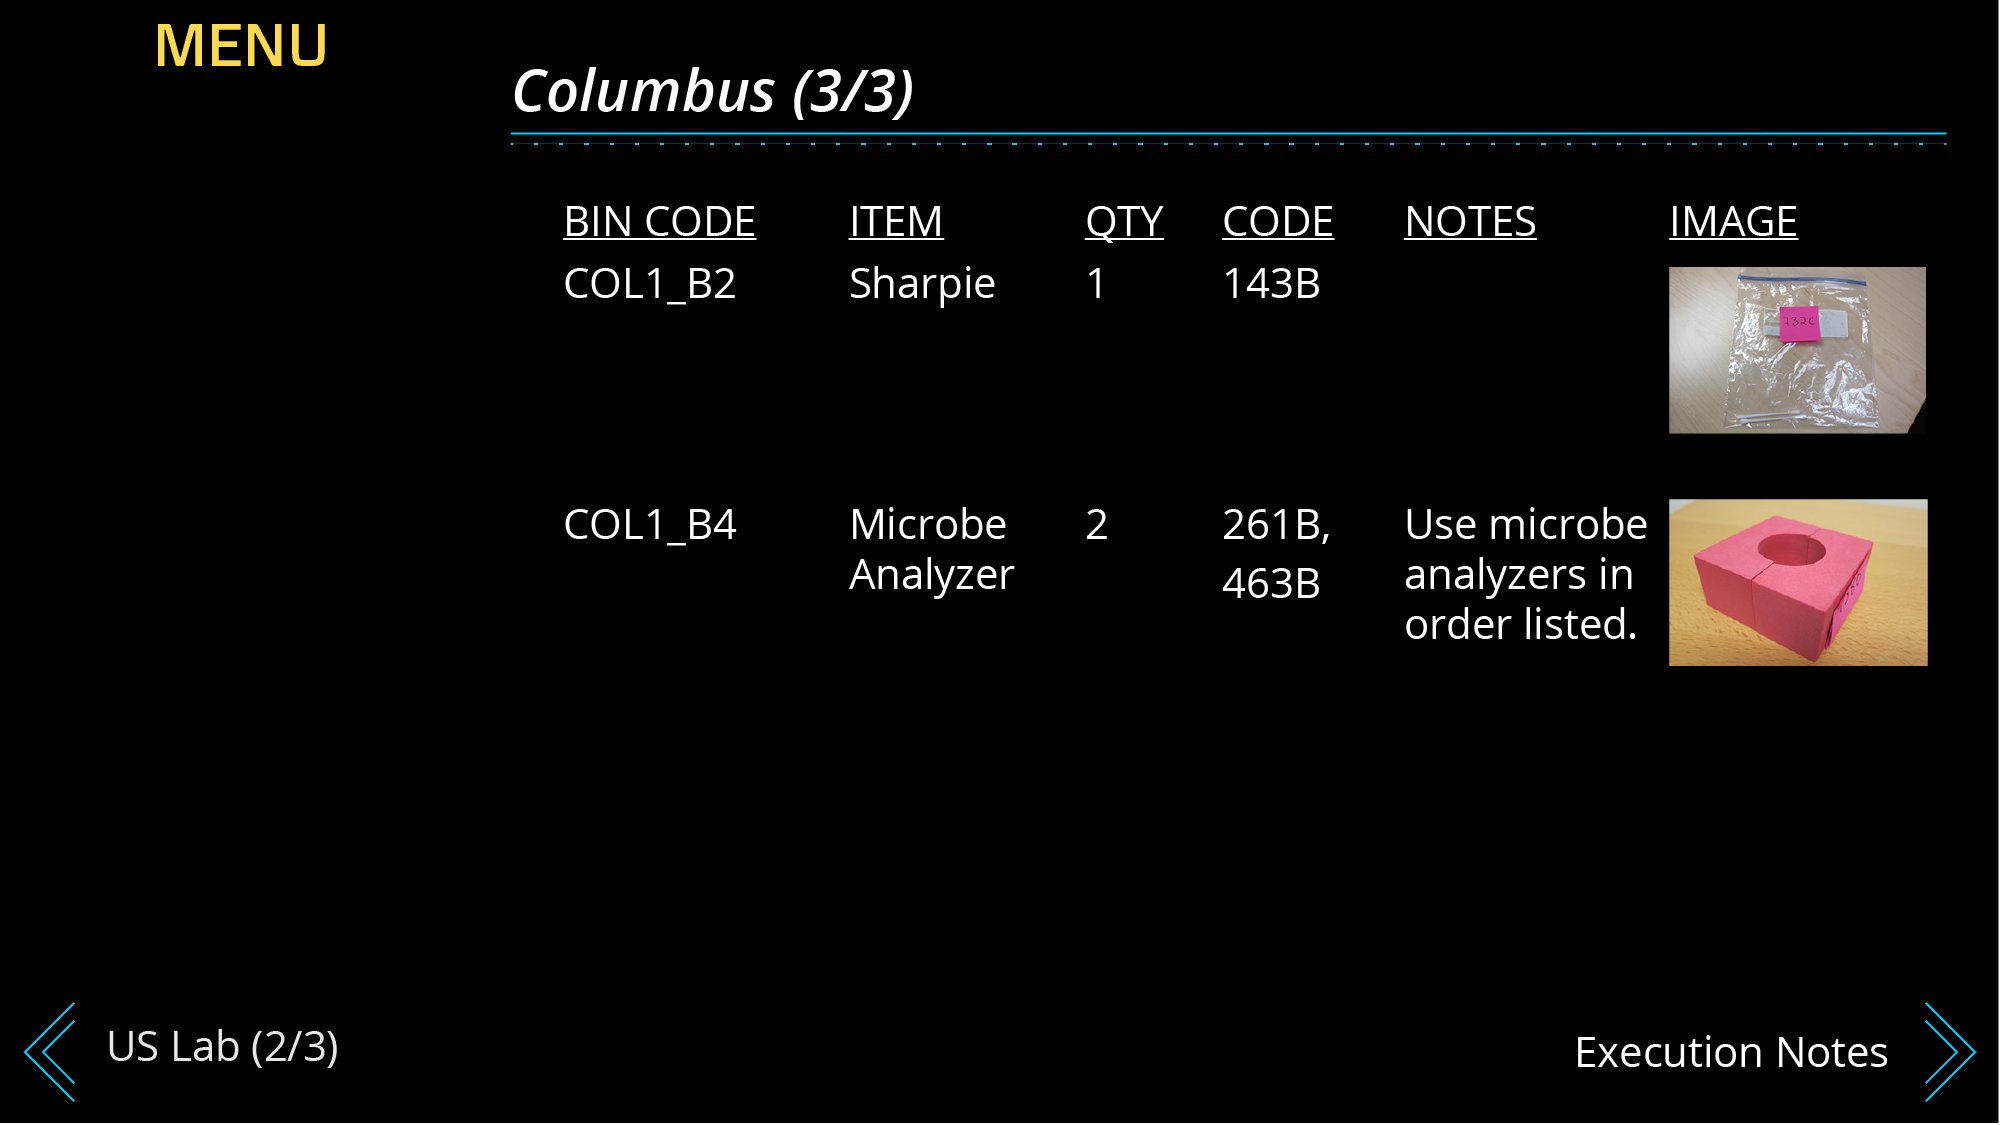 MENU
Columbus (3/3)
BIN CODE ITEM QTY CODE NOTES IMAGE
COL1_B2 Sharpie 1 143B
732C
COL1_B4 Microbe Analyzer 2 261B, 463B Use microbe analyzers in order listed.
US Lab (2/3)
Execution Notes